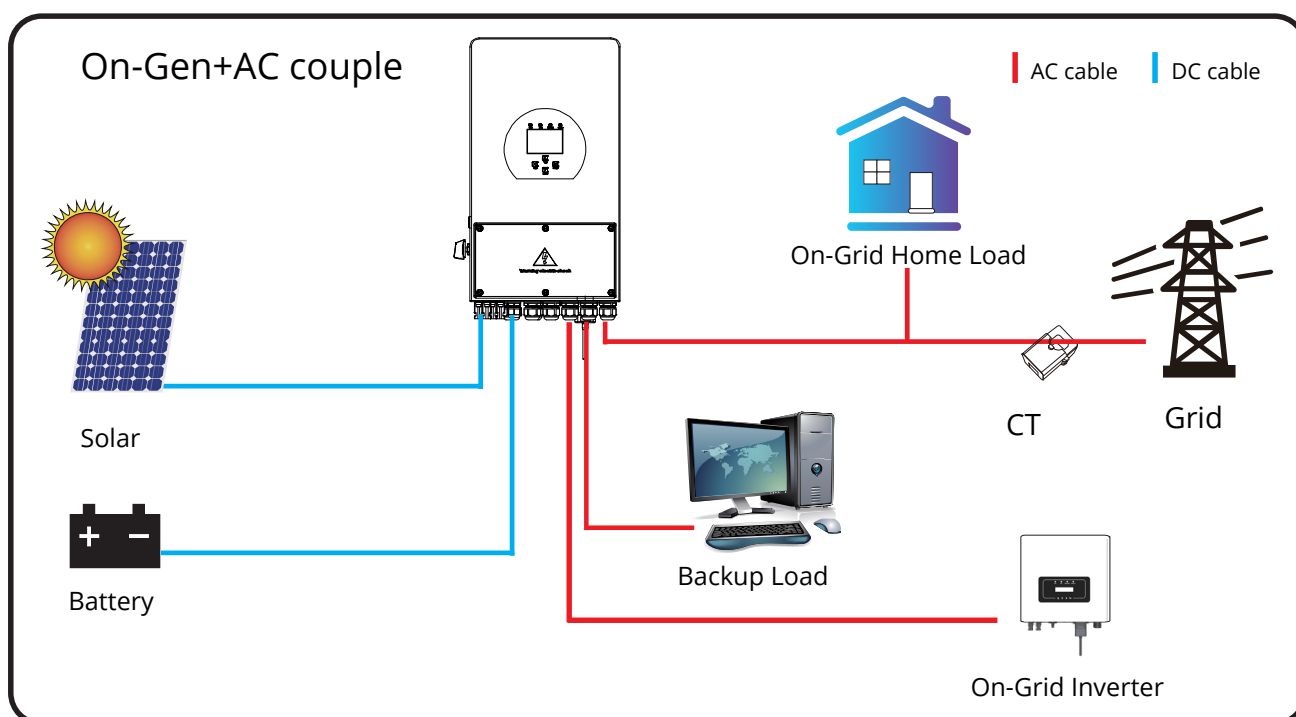 On-Gen+AC couple
AC cable
DC cable
On-Grid Home Load
Solar
CT
Grid
Backup Load
Battery
On-Grid Inverter